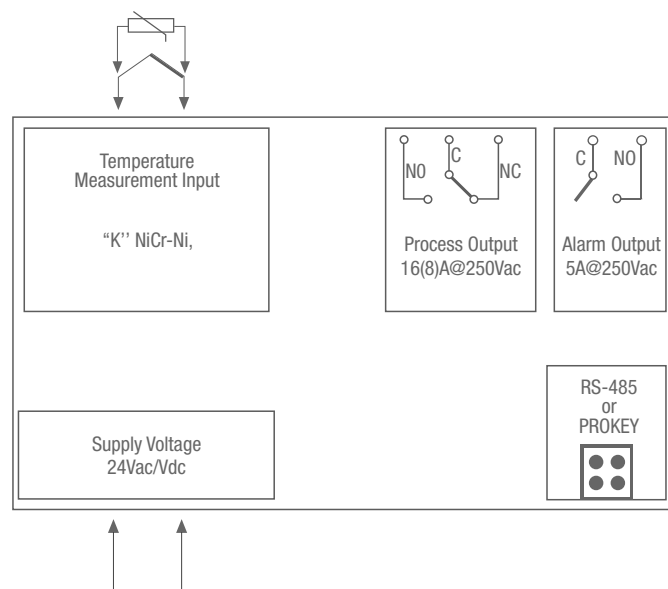 Temperature
Measurement Input
“K’’ NiCr-Ni,
NO
C
NC
Process Output
16(8)A@250Vac
C
NO
Alarm Output
5A@250Vac
Supply Voltage
24Vac/Vdc
RS-485
or
PROKEY